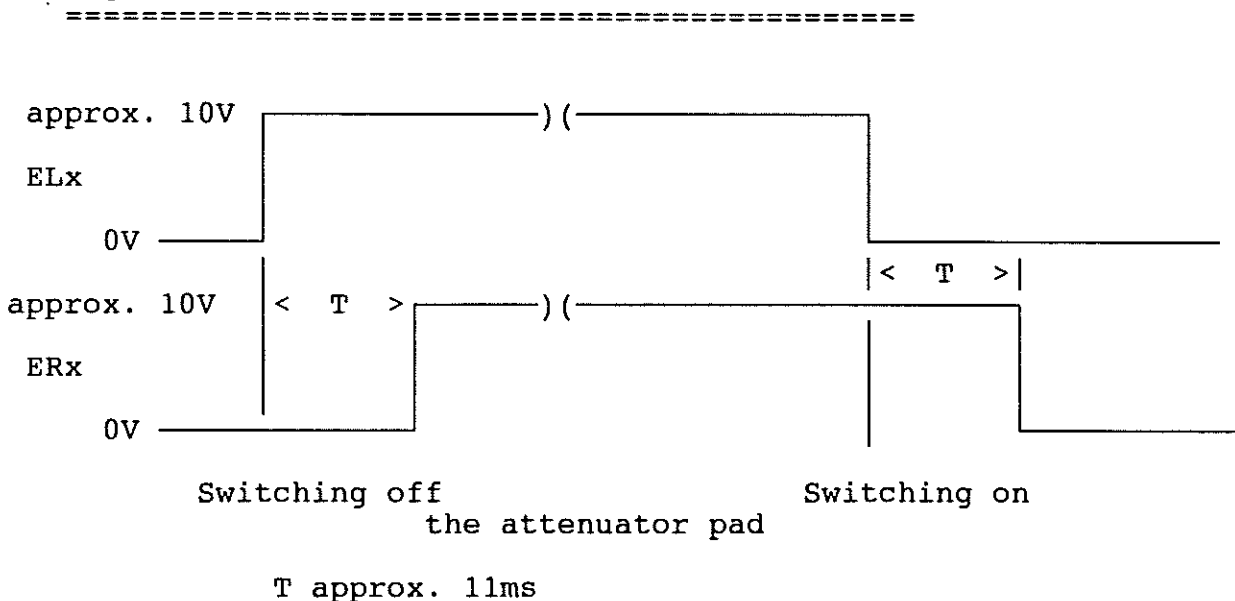 approx. 10V
ELx
0V
< T >
approx. 10V < T >
ERx
0V
Switching off Switching on
the attenuator pad
T approx. 11ms